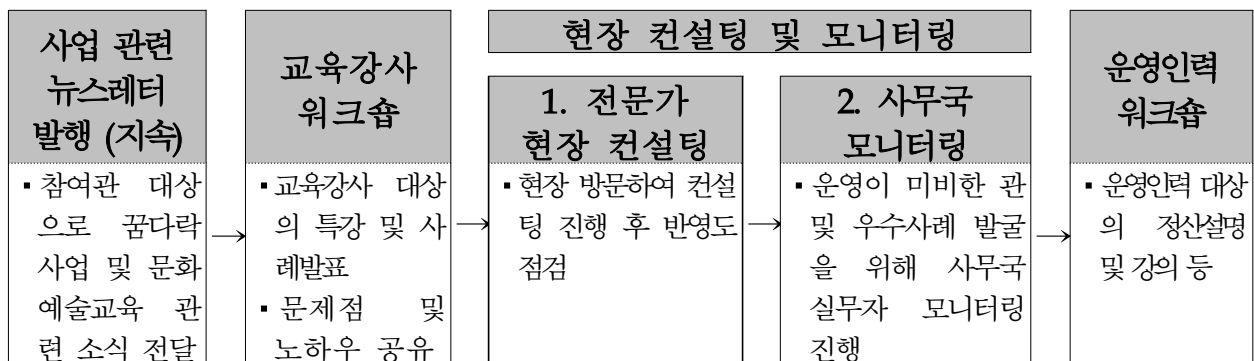 사업 관련
뉴스레터
발행 (지속)
▪ 참여관 대상
으로 꿈다락
사업 및 문화
예술교육 관
련 소식 전달
→
교육강사
워크숍
▪ 교육강사 대상
의 특강 및 사
례발표
▪ 문제점 및
노하우 공유
→
현장 컨설팅 및 모니터링
1. 전문가
현장 컨설팅
▪ 현장 방문하여 컨설
팅 진행 후 반영도
점검
→
2. 사무국
모니터링
▪ 운영이 미비한 관
및 우수사례 발굴
을 위해 사무국
실무자 모니터링
진행
→
운영인력
워크숍
▪ 운영인력 대상
의 정산설명
및 강의 등